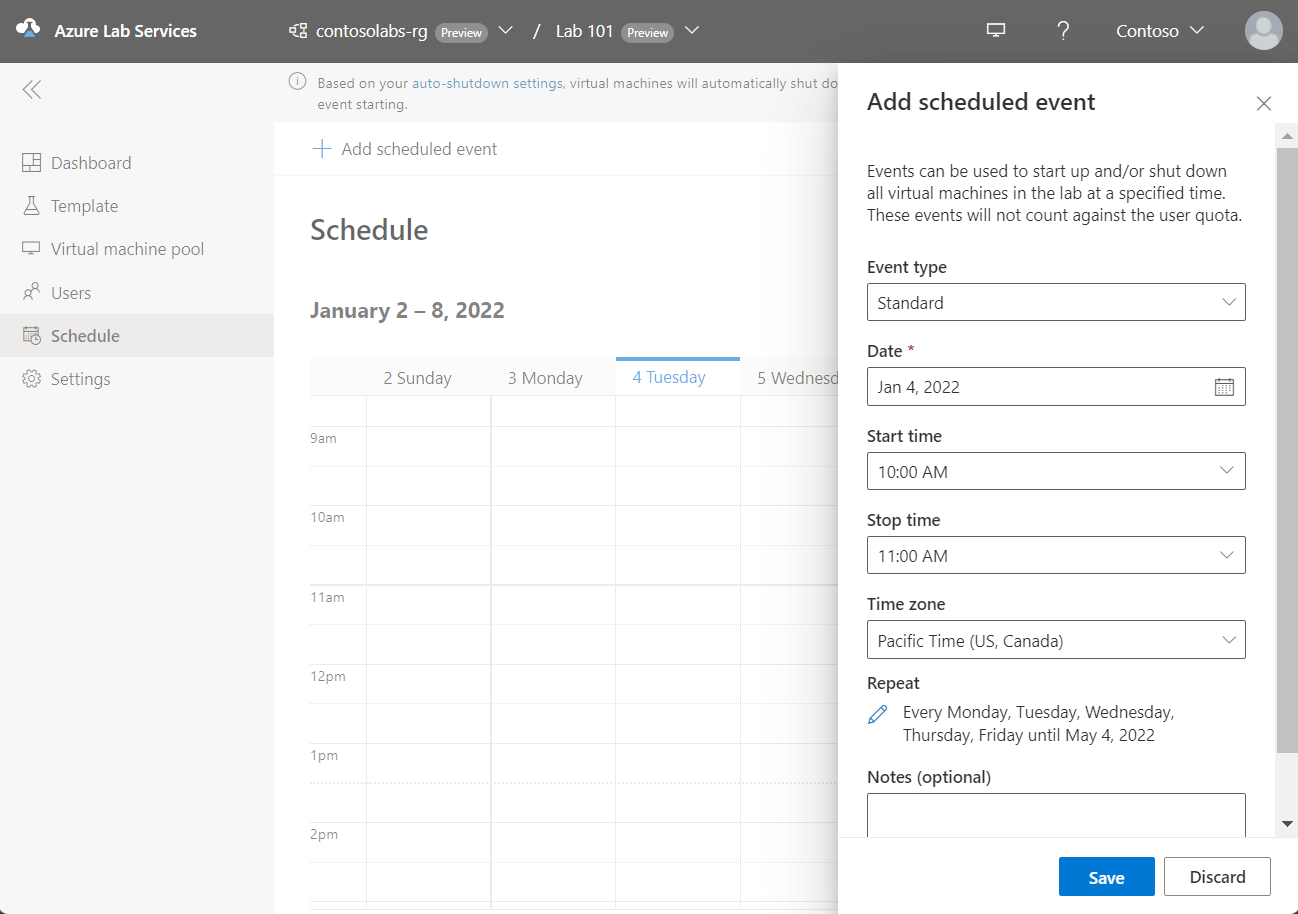 Azure Lab Services
contosolabs-rg Preview / Lab 101 Preview
? Contoso
Based on your auto-shutdown settings, virtual machines will automatically shut do
event starting.
Add scheduled event
Dashboard
Template
Virtual machine pool
Users
Schedule
Settings
Schedule
January 2 – 8, 2022
2 Sunday 3 Monday 4 Tuesday 5 Wednesd
9am
10am
11am
12pm
1pm
2pm
Add scheduled event
Events can be used to start up and/or shut down
all virtual machines in the lab at a specified time.
These events will not count against the user quota.
Event type
Standard
Date *
Jan 4, 2022
Start time
10:00 AM
Stop time
11:00 AM
Time zone
Pacific Time (US, Canada)
Repeat
Every Monday, Tuesday, Wednesday,
Thursday, Friday until May 4, 2022
Notes (optional)
Save Discard